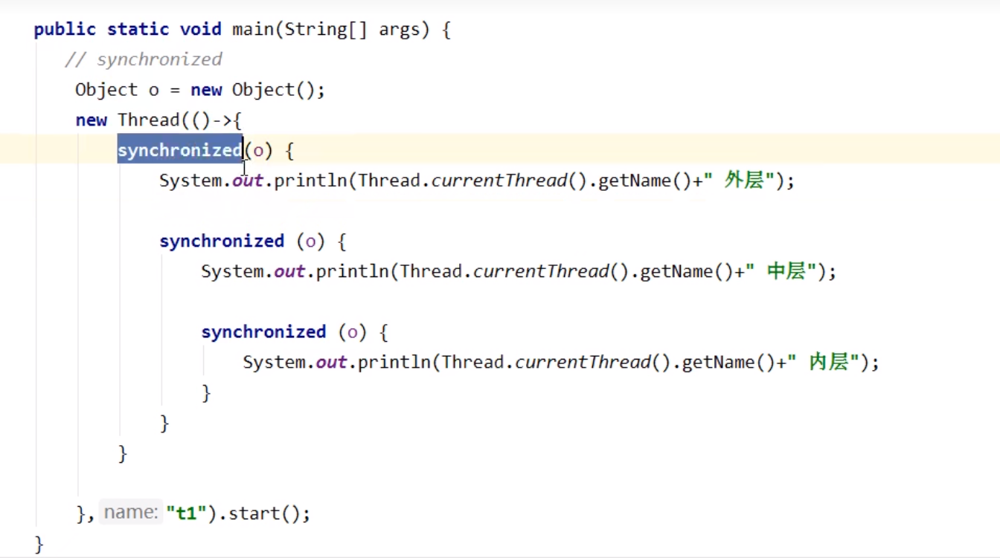 public static void main(String[] args) {
// synchronized
Object o = new Object();
new Thread(()->{
synchronized(o) {
System.out.println(Thread.currentThread().getName()+" 外层");
synchronized (o) {
System.out.println(Thread.currentThread().getName()+" 中层");
synchronized (o) {
System.out.println(Thread.currentThread().getName()+" 内层");
}
}
}
}, name: "t1").start();
}